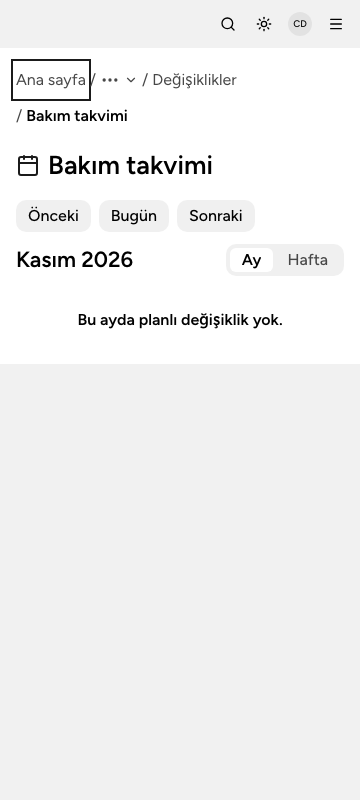 CD
Ana sayfa / ... / Değişiklikler
/ Bakım takvimi
Bakım takvimi
Önceki Bugün Sonraki
Kasım 2026 Ay Hafta
Bu ayda planlı değişiklik yok.